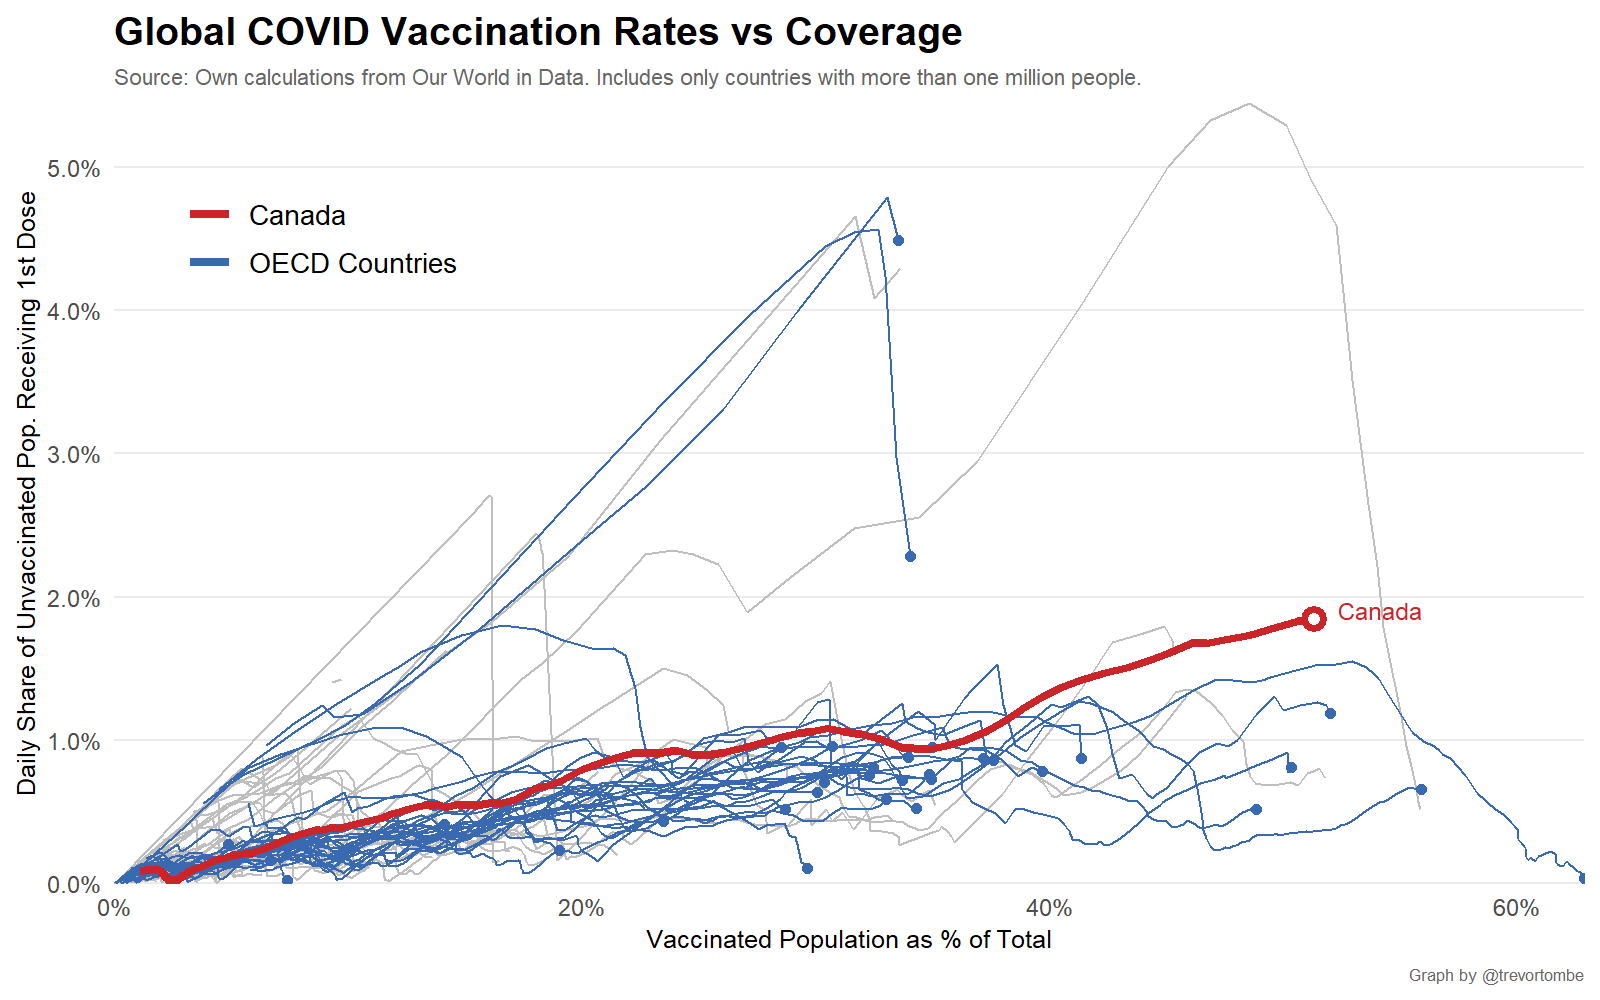 Global COVID Vaccination Rates vs Coverage
Source: Own calculations from Our World in Data. Includes only countries with more than one million people.
Daily Share of Unvaccinated Pop. Receiving 1st Dose
5.0%
4.0%
3.0%
2.0%
1.0%
0.0%
Canada
OECD Countries
Canada
0%
20%
40%
60%
Vaccinated Population as % of Total
Graph by @trevortombe